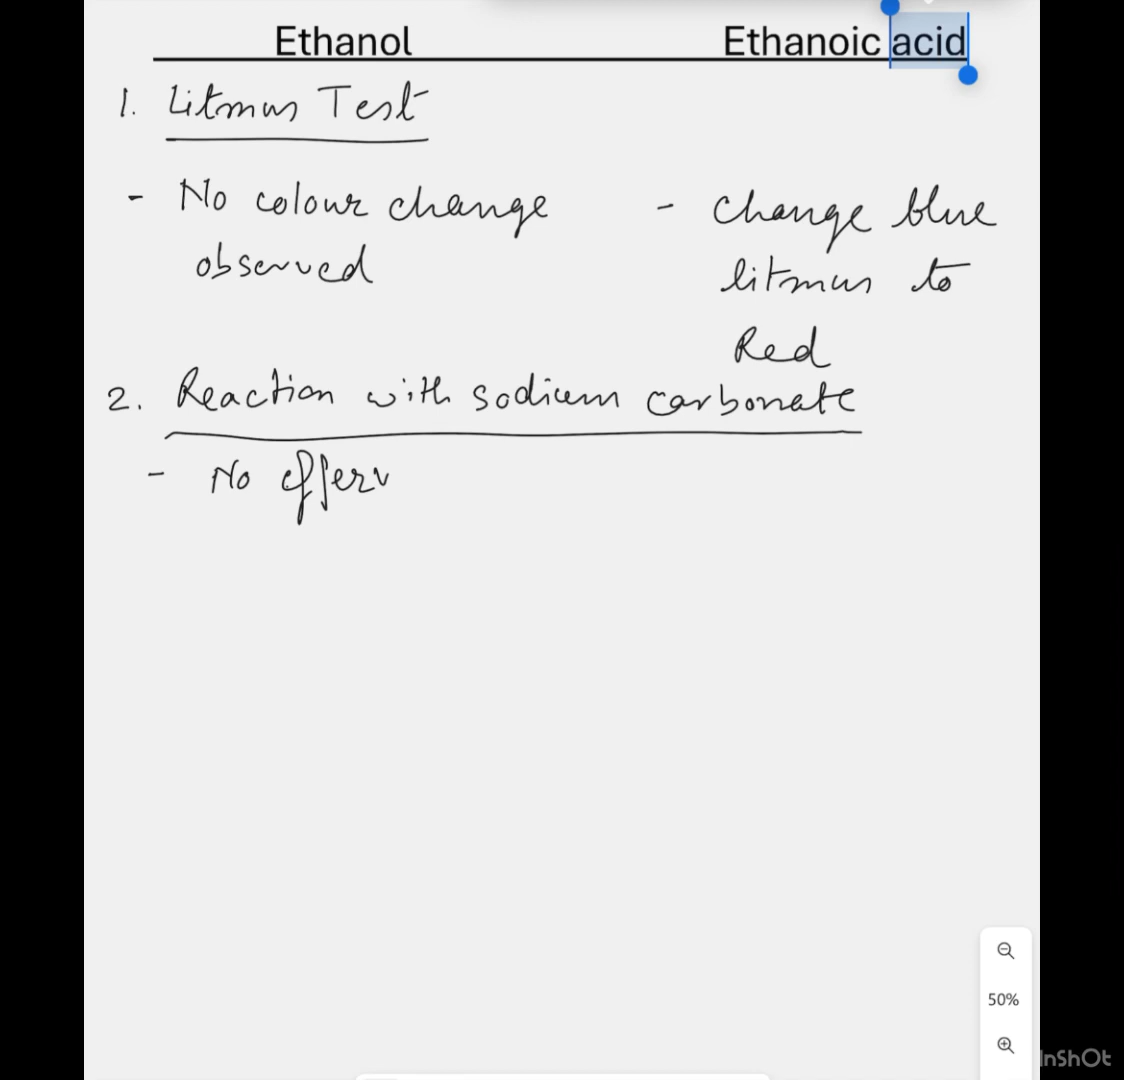 Ethanol Ethanoic acid
1. Litmus Test
- No colour change - change blue
observed litmus to
Red
2. Reaction with sodium carbonate
- No efferv
50%
InShOt